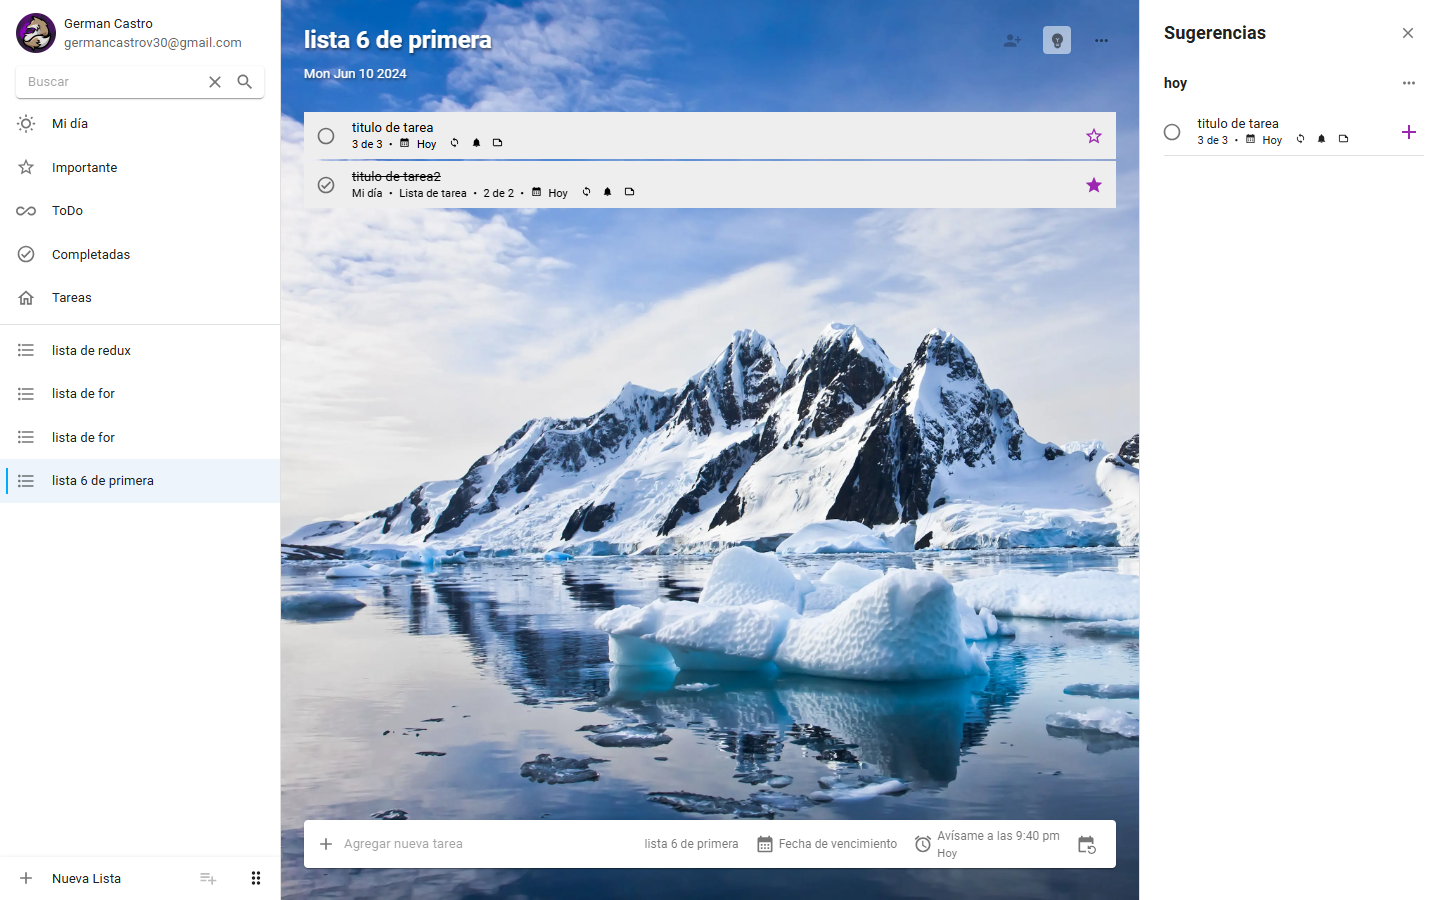 German Castro
germancastrov30@gmail.com
Buscar
Mi día
Importante
ToDo
Completadas
Tareas
lista de redux
lista de for
lista de for
lista 6 de primera
Nueva Lista
lista 6 de primera
Mon Jun 10 2024
titulo de tarea
3 de 3 • Hoy
titulo de tarea2
Mi día • Lista de tarea • 2 de 2 • Hoy
Agregar nueva tarea
lista 6 de primera
Fecha de vencimiento
Avísame a las 9:40 pm
Hoy
Sugerencias
hoy
titulo de tarea
3 de 3 • Hoy